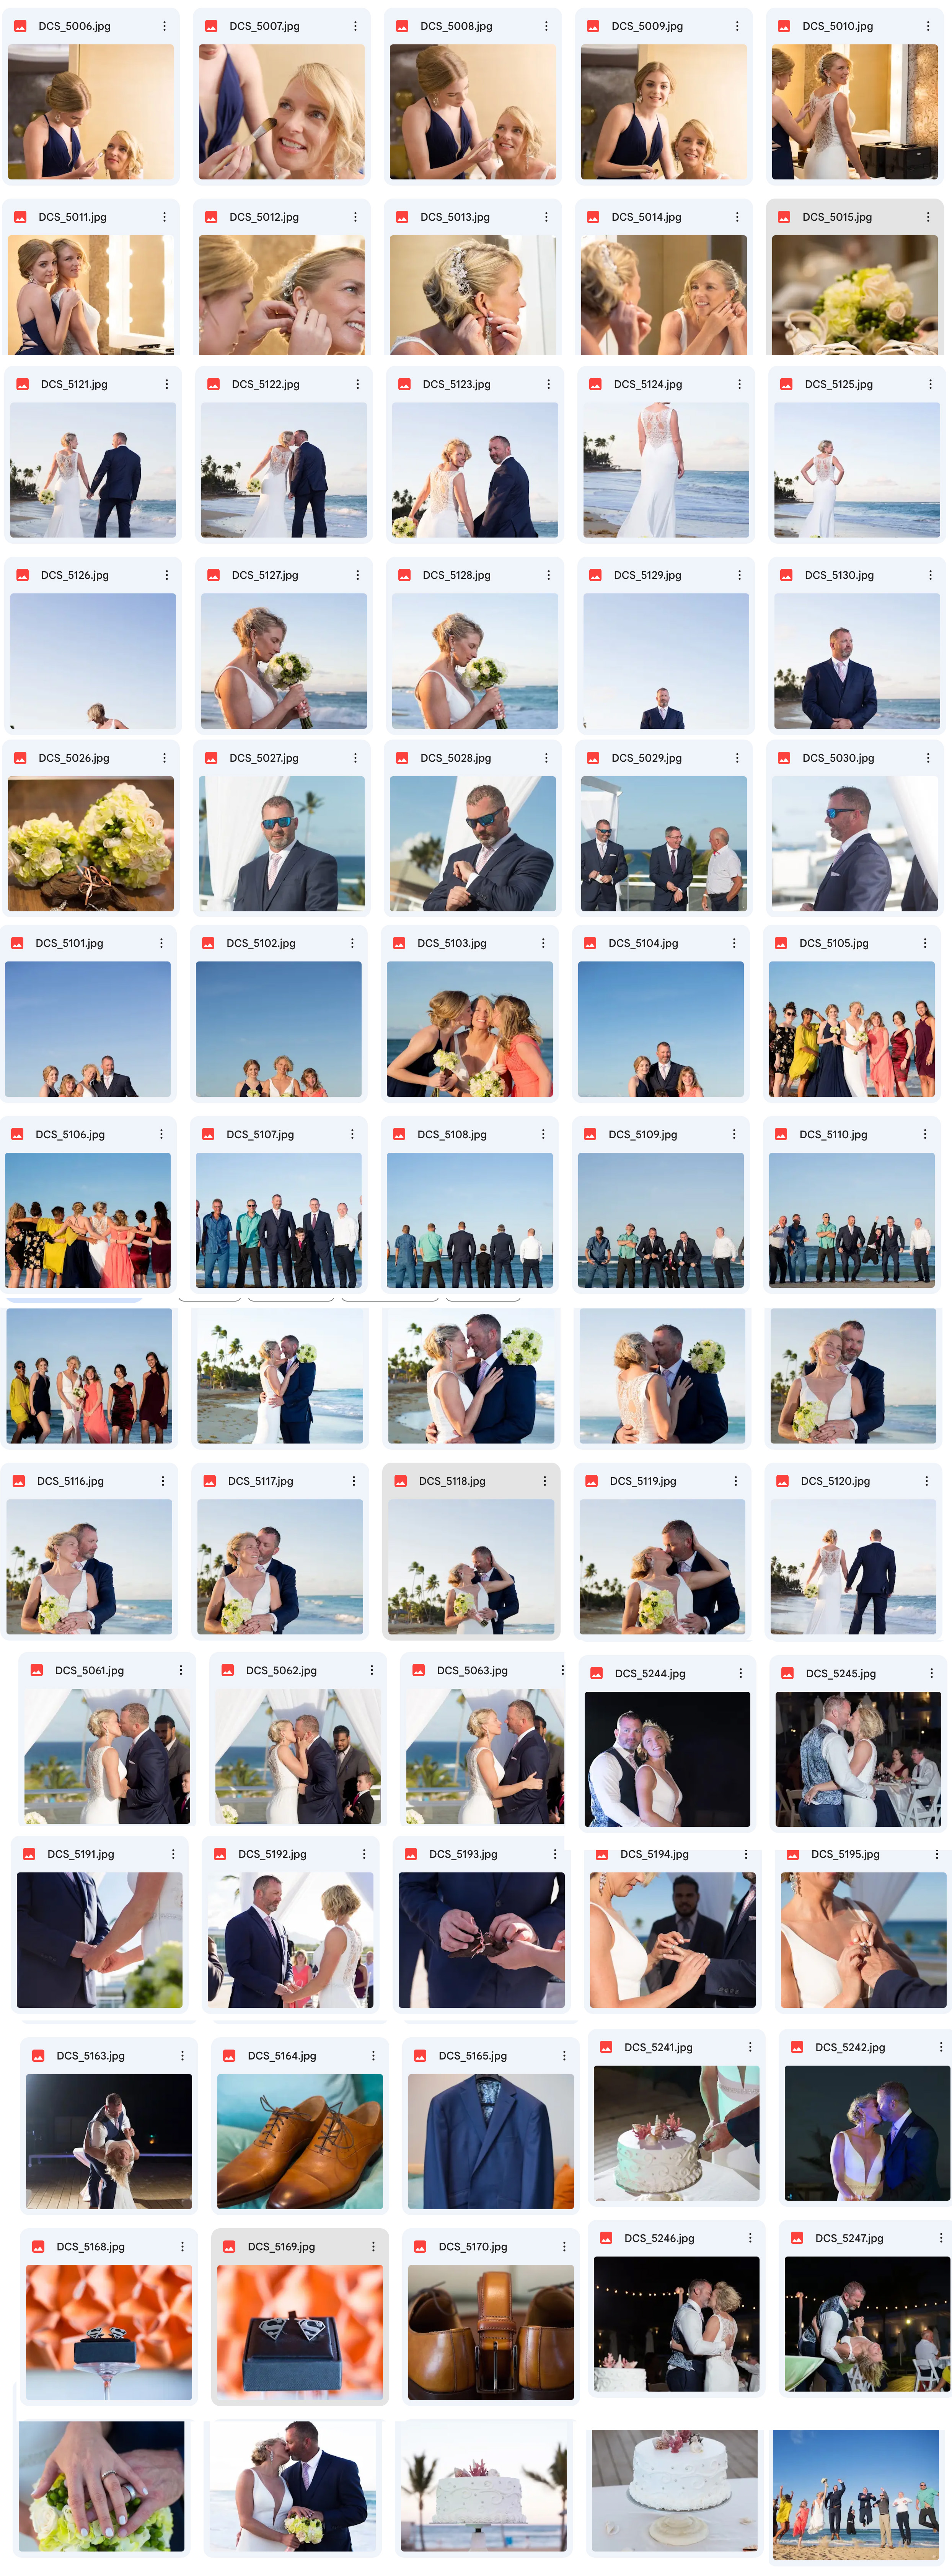 DCS_5006.jpg DCS_5007.jpg DCS_5008.jpg DCS_5009.jpg DCS_5010.jpg
DCS_5011.jpg DCS_5012.jpg DCS_5013.jpg DCS_5014.jpg DCS_5015.jpg
DCS_5121.jpg DCS_5122.jpg DCS_5123.jpg DCS_5124.jpg DCS_5125.jpg
DCS_5126.jpg DCS_5127.jpg DCS_5128.jpg DCS_5129.jpg DCS_5130.jpg
DCS_5026.jpg DCS_5027.jpg DCS_5028.jpg DCS_5029.jpg DCS_5030.jpg
DCS_5101.jpg DCS_5102.jpg DCS_5103.jpg DCS_5104.jpg DCS_5105.jpg
DCS_5106.jpg DCS_5107.jpg DCS_5108.jpg DCS_5109.jpg DCS_5110.jpg
DCS_5116.jpg DCS_5117.jpg DCS_5118.jpg DCS_5119.jpg DCS_5120.jpg
DCS_5061.jpg DCS_5062.jpg DCS_5063.jpg DCS_5244.jpg DCS_5245.jpg
DCS_5191.jpg DCS_5192.jpg DCS_5193.jpg DCS_5194.jpg DCS_5195.jpg
DCS_5163.jpg DCS_5164.jpg DCS_5165.jpg DCS_5241.jpg DCS_5242.jpg
DCS_5168.jpg DCS_5169.jpg DCS_5170.jpg DCS_5246.jpg DCS_5247.jpg